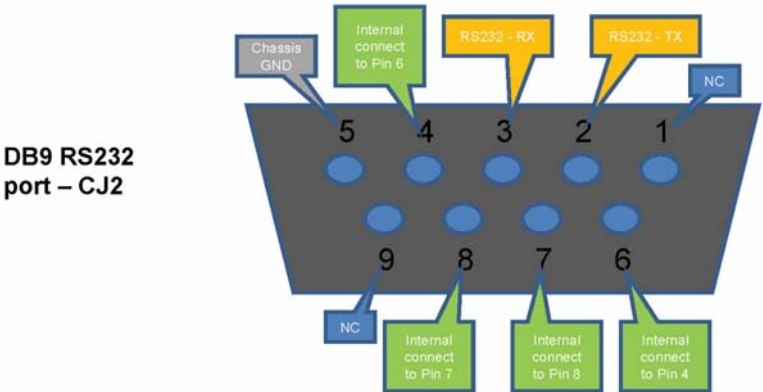 Internal
connect
to Pin 6
RS232 - RX
RS232 - TX
Chassis
GND
NC
5 4 3 2 1
DB9 RS232
port – CJ2
9 8 7 6
NC
Internal
connect
to Pin 7
Internal
connect
to Pin 8
Internal
connect
to Pin 4